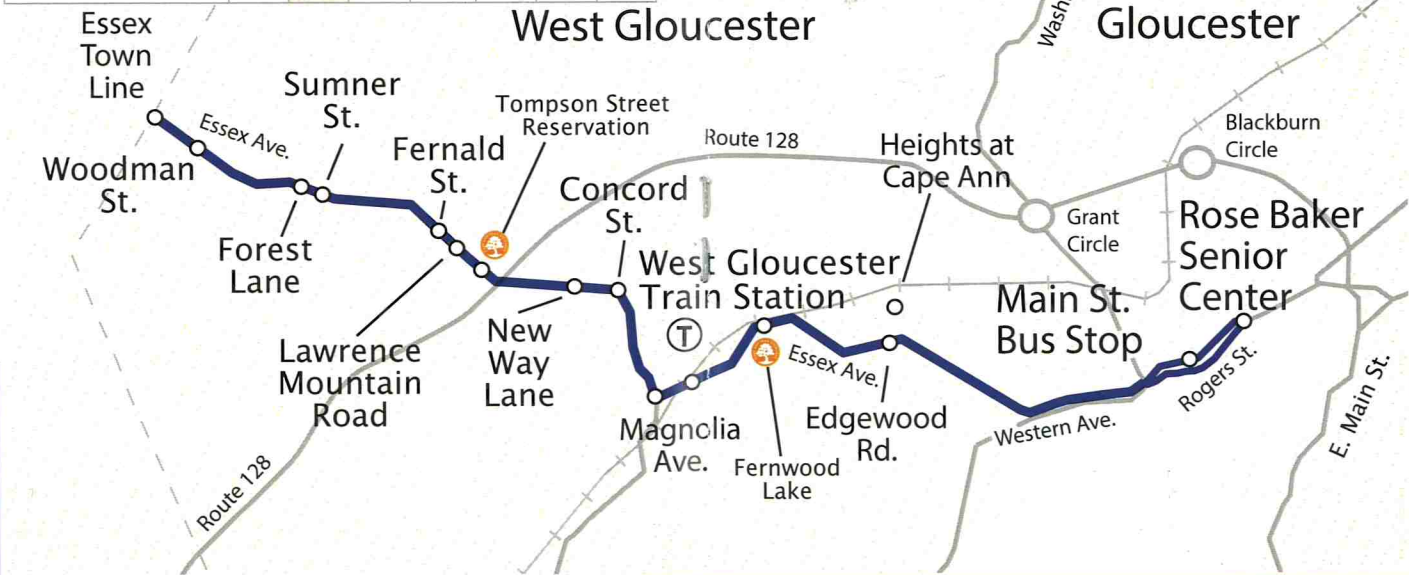 Essex
Town
Line
West Gloucester
Gloucester
Sumner
St.
Tompson Street
Reservation
Essex Ave.
Woodman
St.
Fernald
St.
Route 128
Heights at
Cape Ann
Blackburn
Circle
Concord
St.
Grant
Circle
Rose Baker
Senior
Center
Forest
Lane
West Gloucester
Train Station
T
Main St.
Bus Stop
New
Way
Lane
Lawrence
Mountain
Road
Essex Ave.
Edgewood
Rd.
Rogers St.
Western Ave.
Magnolia
Ave.
Fernwood
Lake
E. Main St.
Route 128